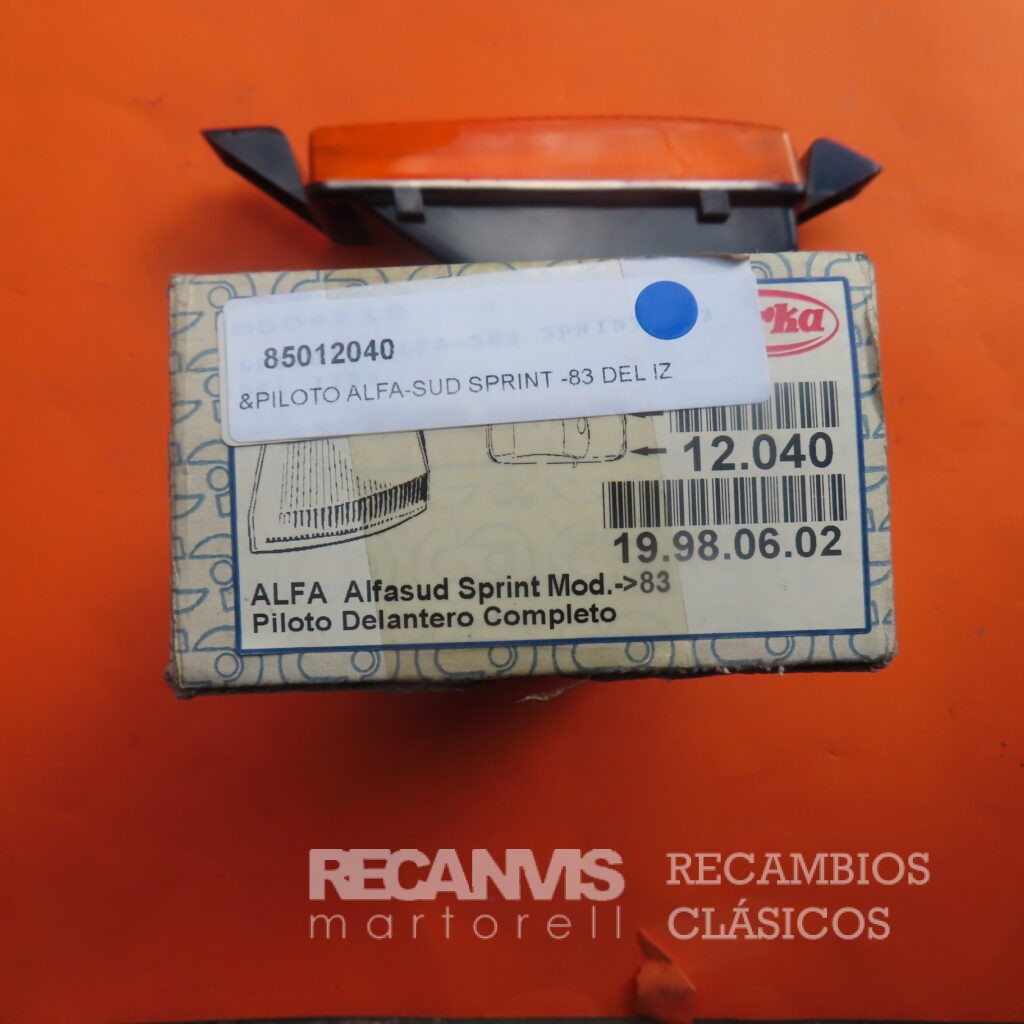 85012040
&PILOTO ALFA-SUD SPRINT -83 DEL IZ
12.040
19.98.06.02
ALFA Alfasud Sprint Mod.->83
Piloto Delantero Completo
RECANVIS
martorell
RECAMBIOS
CLÁSICOS